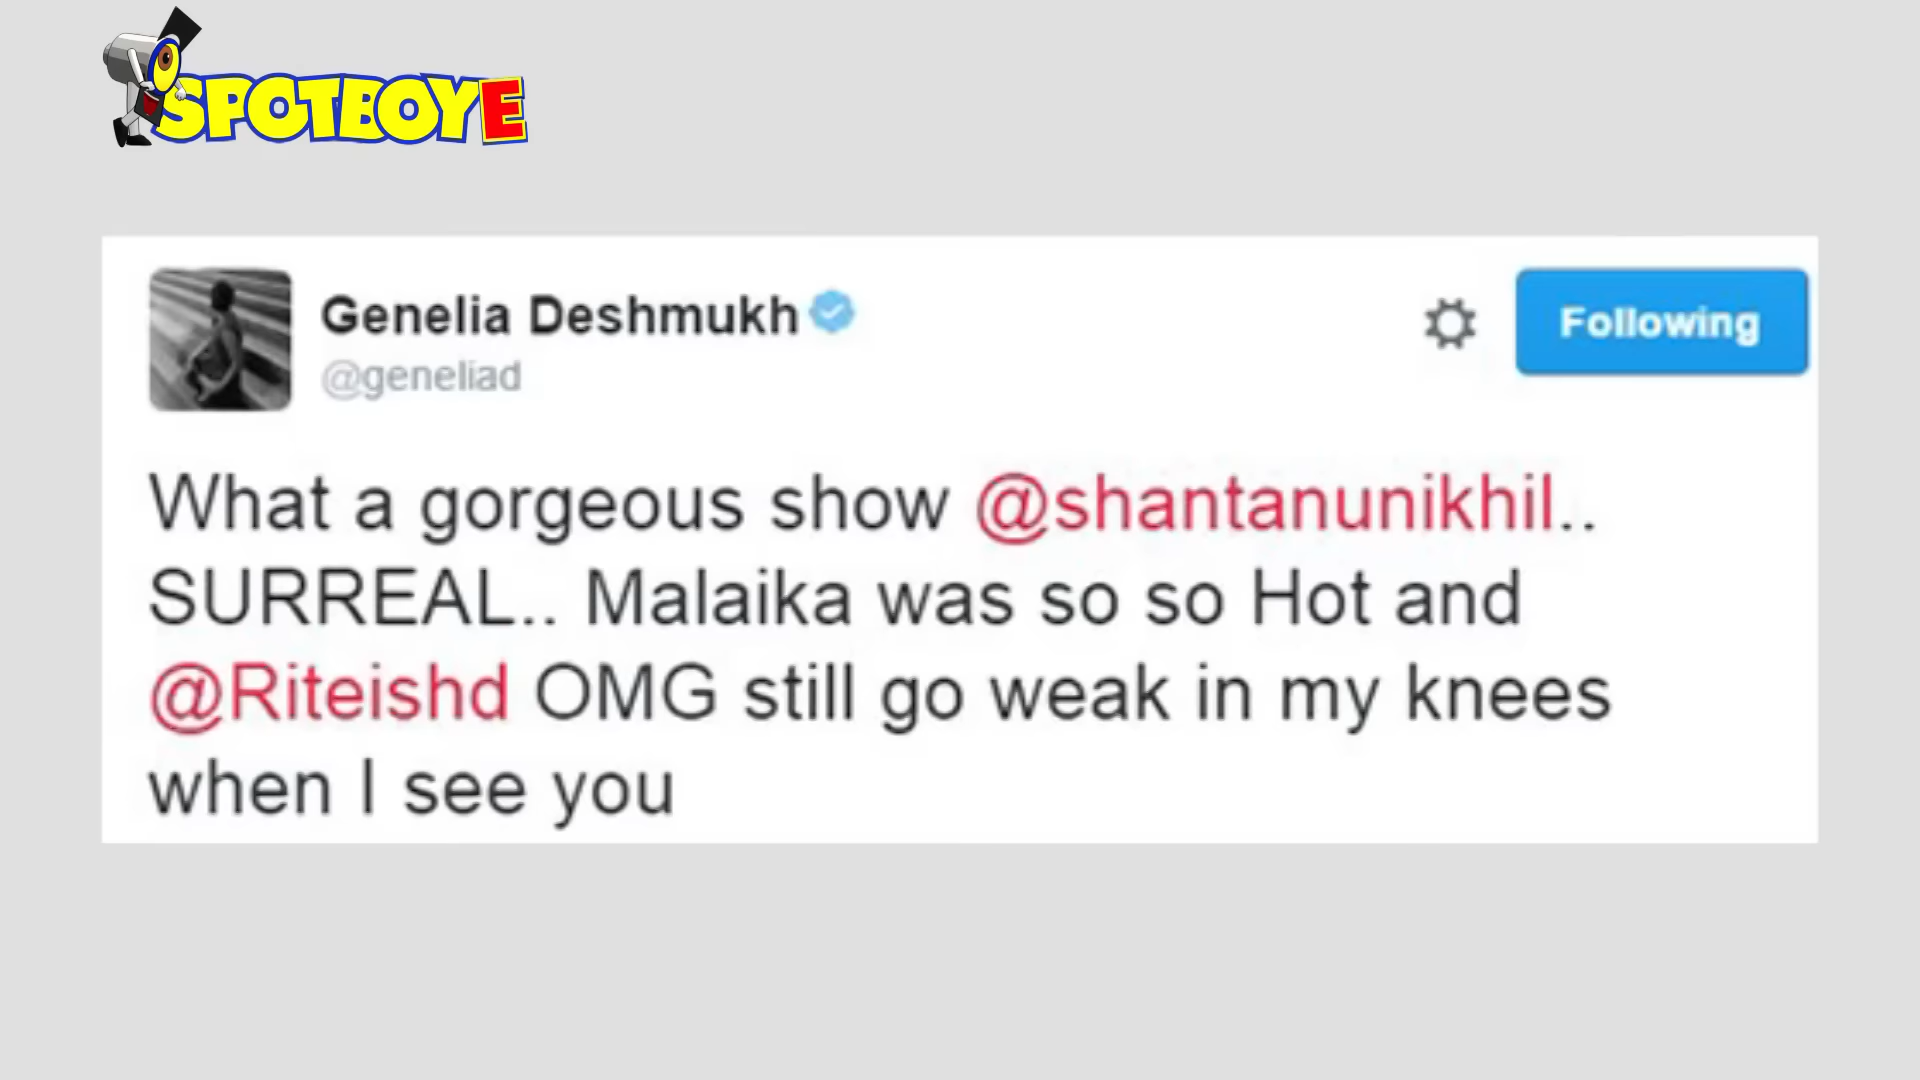 SPOTBOYE
Genelia Deshmukh
@geneliad
Following
What a gorgeous show @shantanunikhil..
SURREAL.. Malaika was so so Hot and
@Riteishd OMG still go weak in my knees
when I see you